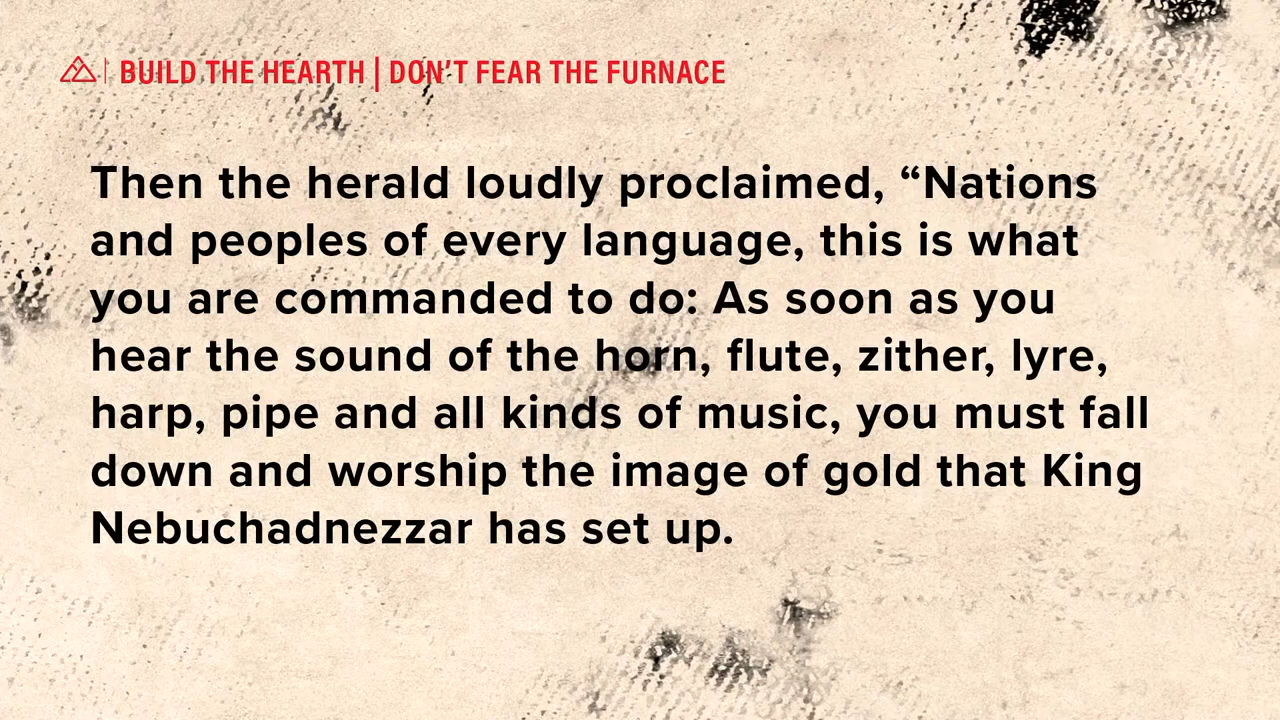 BUILD THE HEARTH | DON’T FEAR THE FURNACE
Then the herald loudly proclaimed, “Nations
and peoples of every language, this is what
you are commanded to do: As soon as you
hear the sound of the horn, flute, zither, lyre,
harp, pipe and all kinds of music, you must fall
down and worship the image of gold that King
Nebuchadnezzar has set up.